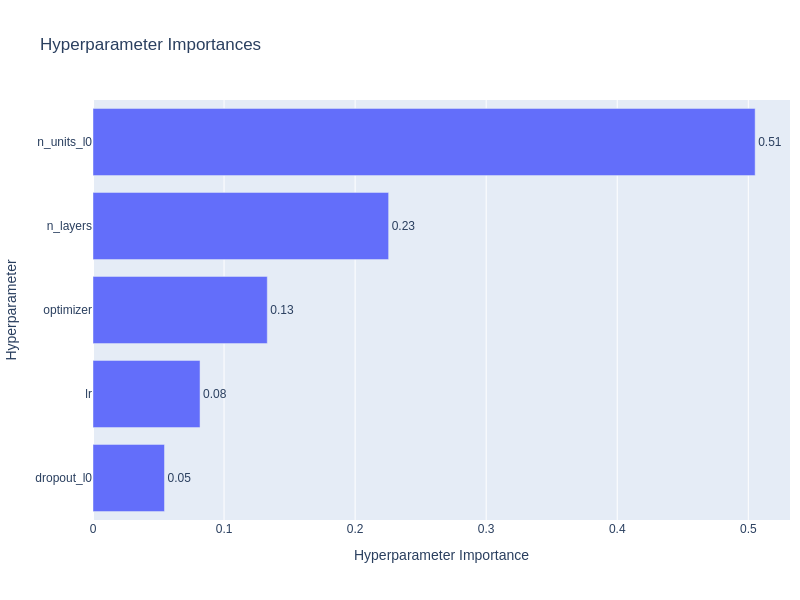 Hyperparameter Importances
n_units_l0
0.51
n_layers
0.23
optimizer
0.13
lr
0.08
dropout_l0
0.05
0
0.1
0.2
0.3
0.4
0.5
Hyperparameter Importance
Hyperparameter